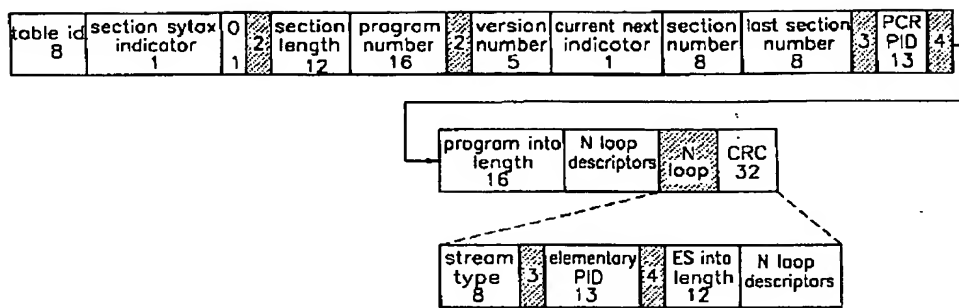 table id
8
section sytax
indicator
1
0
1
2
section
length
12
program
number
16
2
version
number
5
current next
indicator
1
section
number
8
last section
number
8
3
PCR
PID
13
4
program into
length
16
N loop
descriptors
N
loop
CRC
32
stream
type
8
3
elementary
PID
13
4
ES into
length
12
N loop
descriptors